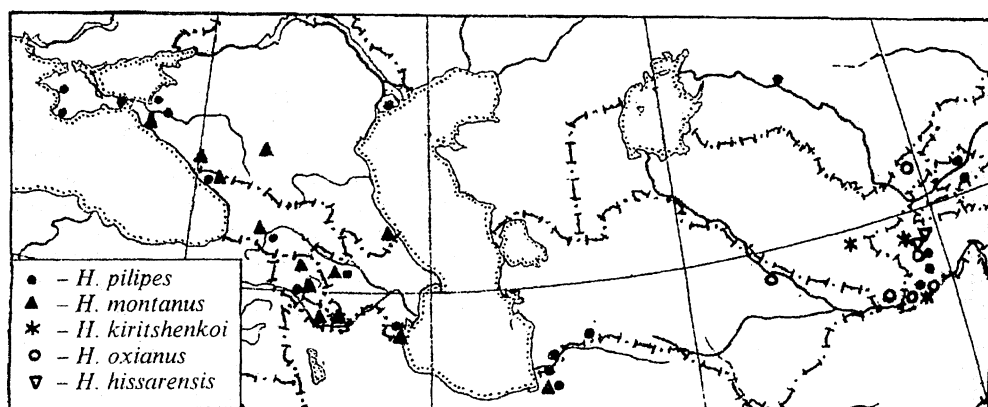 • – H. pilipes
▲ – H. montanus
✳ – H. kiritshenkoi
○ – H. oxianus
▽ – H. hissarensis